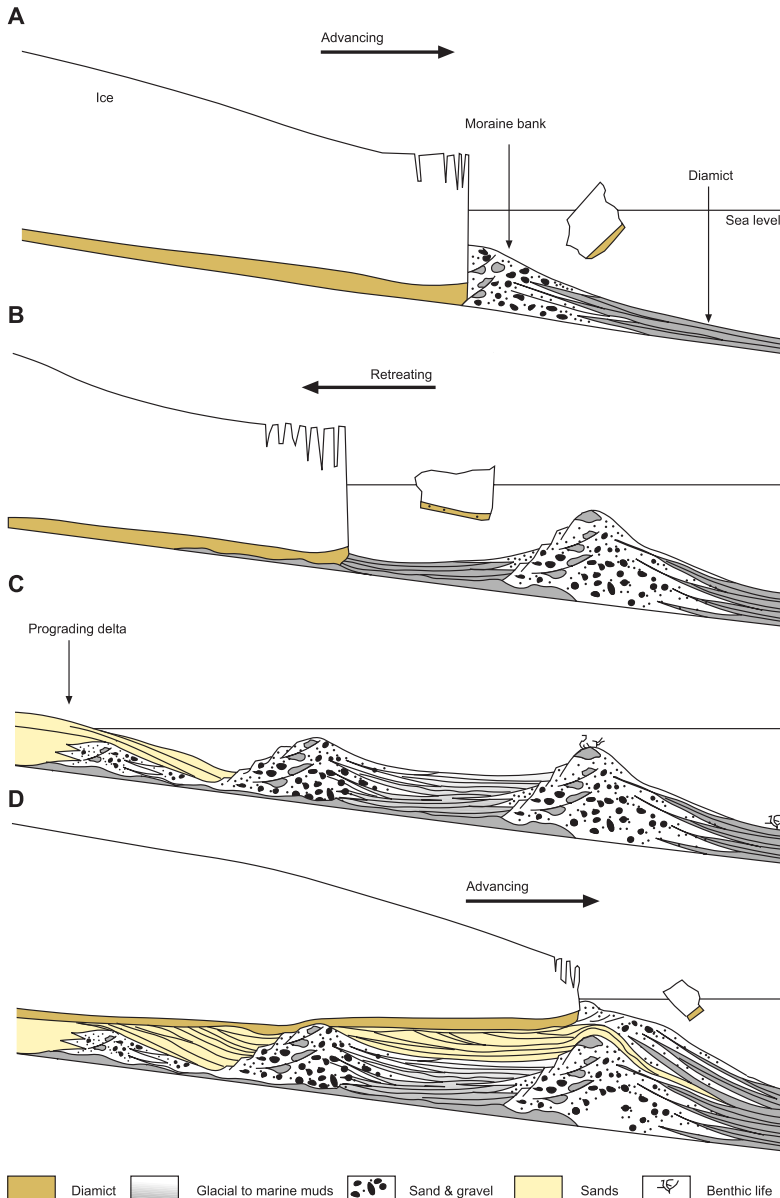 A
Advancing
Ice
Moraine bank
Diamict
Sea level
B
Retreating
C
Prograding delta
D
Advancing
Diamict
Glacial to marine muds
Sand & gravel
Sands
Benthic life